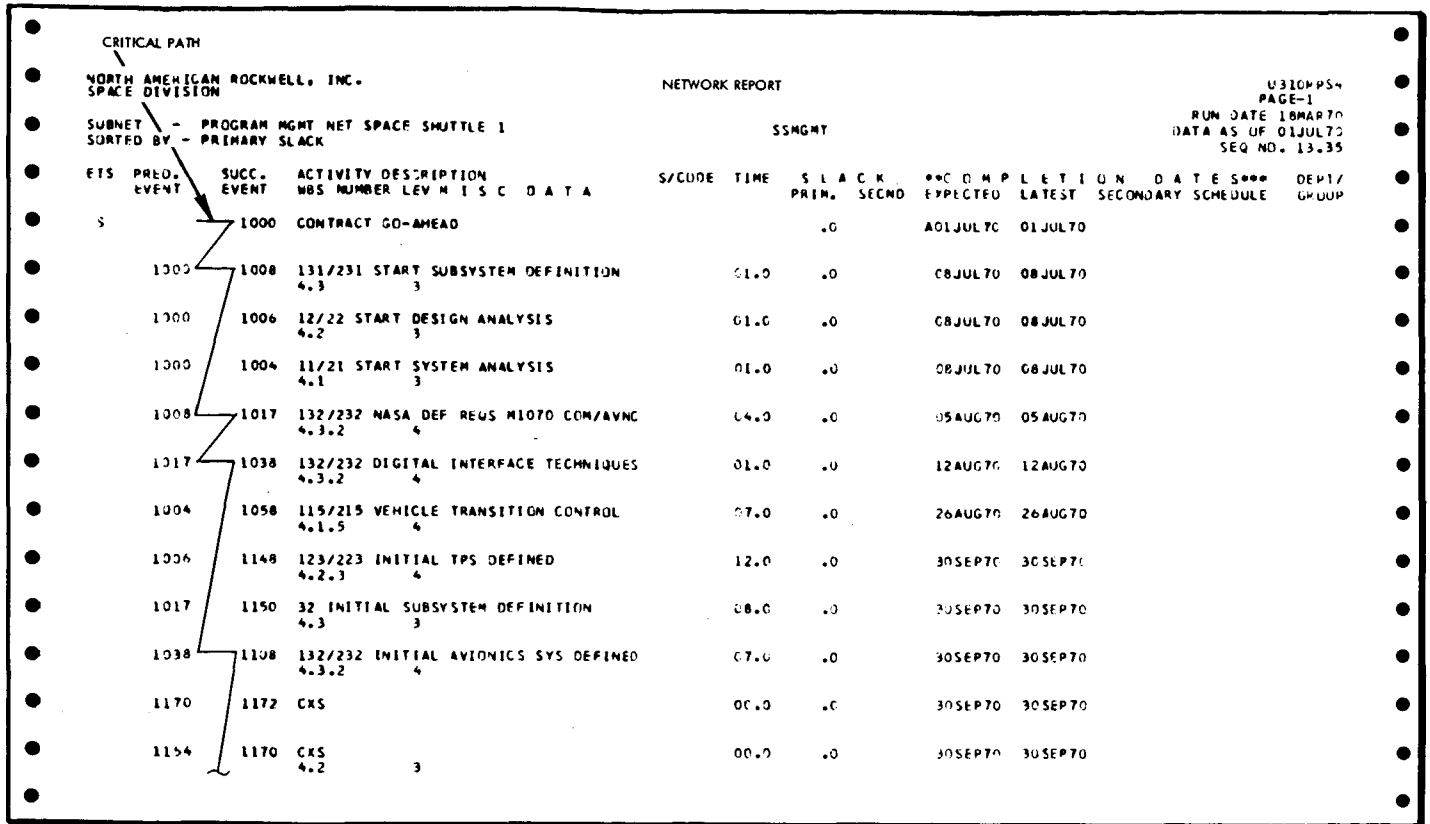 CRITICAL PATH
NORTH AMERICAN ROCKWELL, INC. NETWORK REPORT U310MPS4
SPACE DIVISION PAGE-1
RUN DATE 18MAR70
SUBNET - PROGRAM MGMT NET SPACE SHUTTLE 1 SSMGMT DATA AS OF 01JUL70
SORTED BY - PRIMARY SLACK SEQ NO. 13.35
ETS PRED. SUCC. ACTIVITY DESCRIPTION S/CODE TIME S L A C K **C O M P L E T I O N D A T E S*** DEPT/
EVENT EVENT WBS NUMBER LEV M I S C D A T A PRIM. SECND EXPECTED LATEST SECONDARY SCHEDULE GROUP
S 1000 CONTRACT GO-AHEAD .0 A01JUL70 01JUL70
1000 1008 131/231 START SUBSYSTEM DEFINITION 01.0 .0 08JUL70 08JUL70
4.3 3
1000 1006 12/22 START DESIGN ANALYSIS 01.0 .0 08JUL70 08JUL70
4.2 3
1000 1004 11/21 START SYSTEM ANALYSIS 01.0 .0 08JUL70 08JUL70
4.1 3
1008 1017 132/232 NASA DEF REQS M1070 COM/AVNC 04.0 .0 05AUG70 05AUG70
4.3.2 4
1017 1038 132/232 DIGITAL INTERFACE TECHNIQUES 01.0 .0 12AUG70 12AUG70
4.3.2 4
1004 1058 115/215 VEHICLE TRANSITION CONTROL 07.0 .0 26AUG70 26AUG70
4.1.5 4
1006 1148 123/223 INITIAL TPS DEFINED 12.0 .0 30SEP70 30SEP70
4.2.3 4
1017 1150 32 INITIAL SUBSYSTEM DEFINITION 08.0 .0 30SEP70 30SEP70
4.3 3
1038 1108 132/232 INITIAL AVIONICS SYS DEFINED 07.0 .0 30SEP70 30SEP70
4.3.2 4
1170 1172 CXS 00.0 .0 30SEP70 30SEP70
1154 1170 CXS 00.0 .0 30SEP70 30SEP70
4.2 3